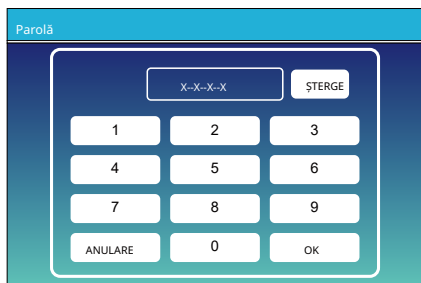 Parolă
X--X--X--X ȘTERGE
1 2 3
4 5 6
7 8 9
ANULARE 0 OK